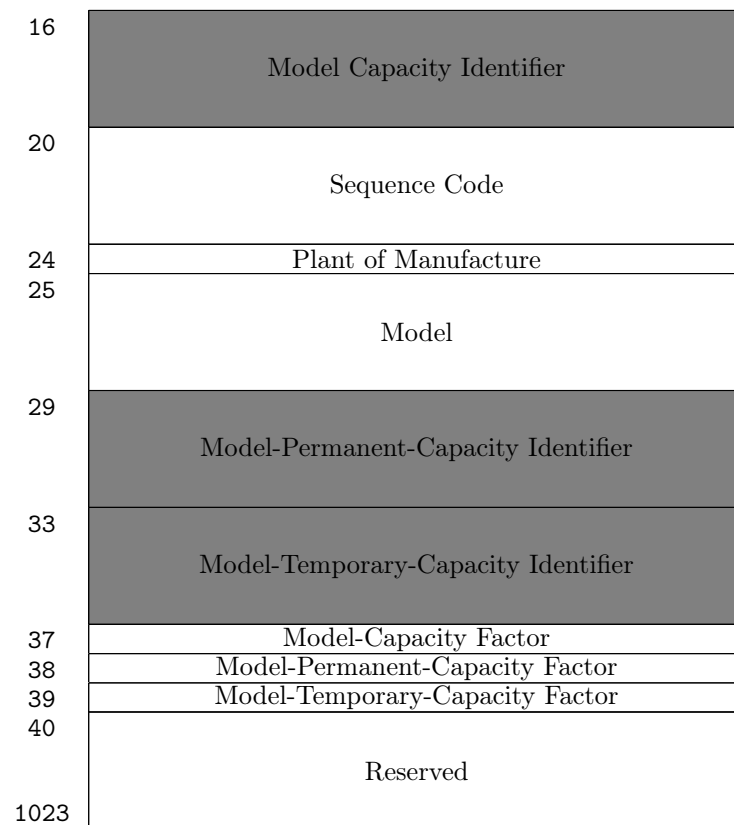 16
Model Capacity Identifier
20
Sequence Code
24
Plant of Manufacture
25
Model
29
Model-Permanent-Capacity Identifier
33
Model-Temporary-Capacity Identifier
37
Model-Capacity Factor
38
Model-Permanent-Capacity Factor
39
Model-Temporary-Capacity Factor
40
Reserved
1023